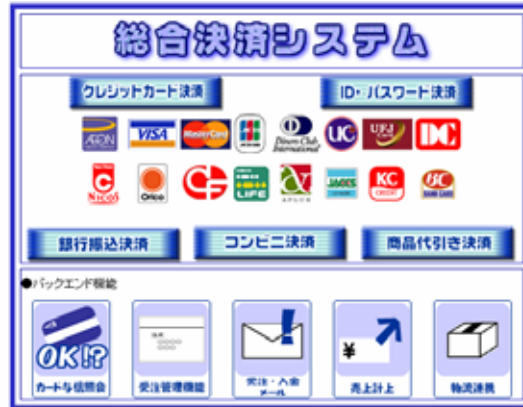 総合決済システム
クレジットカード決済
ID・パスワード決済
AEON VISA MasterCard JCB Diners Club International UC UFJ Card DC
NICOS Orico CG LIFE APLUS JACCS KC CREDIT BC BANK CARD
銀行振込決済
コンビニ決済
商品代引き決済
●バックエンド機能
OK!?
¥
カード与信照会
受注管理機能
受注・入金
メール
売上計上
物流連携